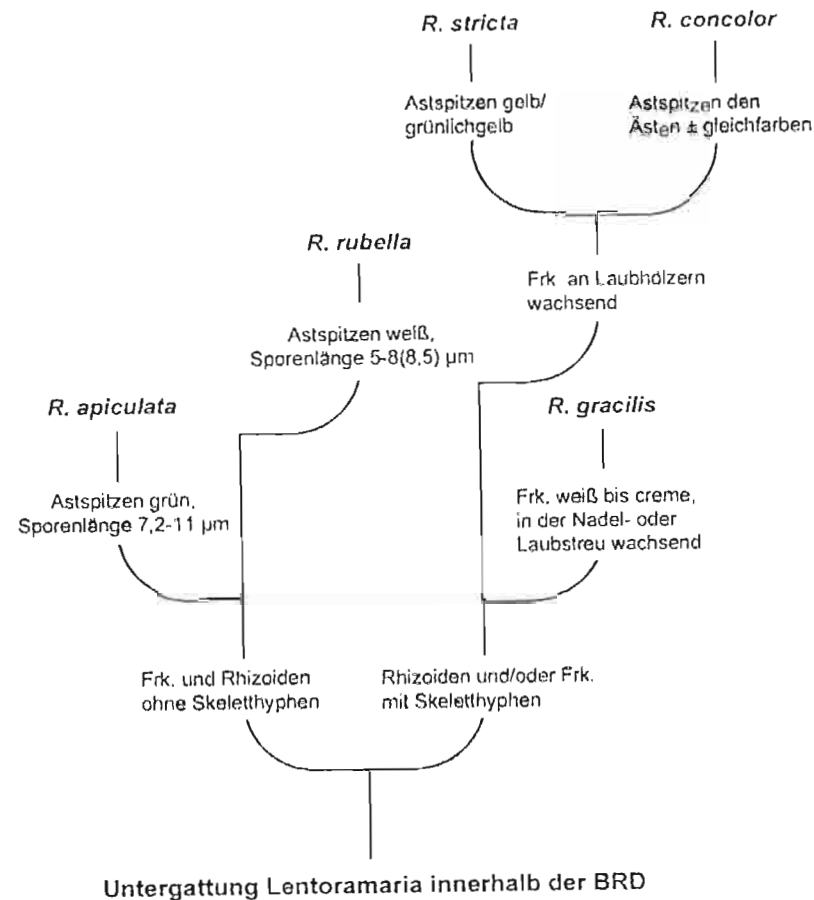 R. stricta
R. concolor
Astspitzen gelb/
grünlichgelb
Astspitzen den
Ästen ± gleichfarben
R. rubella
Frk an Laubhölzern
wachsend
Astspitzen weiß,
Sporenlänge 5-8(8,5) µm
R. apiculata
R. gracilis
Astspitzen grün,
Sporenlänge 7,2-11 µm
Frk. weiß bis creme,
in der Nadel- oder
Laubstreu wachsend
Frk. und Rhizoiden
ohne Skeletthyphen
Rhizoiden und/oder Frk.
mit Skeletthyphen
Untergattung Lentoramaria innerhalb der BRD